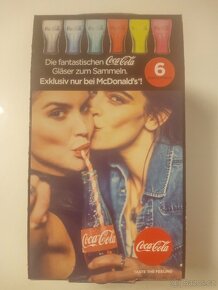 Die fantastischen Coca-Cola
Gläser zum Sammeln.
Exklusiv nur bei McDonald's®!
6
Coca-Cola
Coca-Cola
TASTE THE FEELING